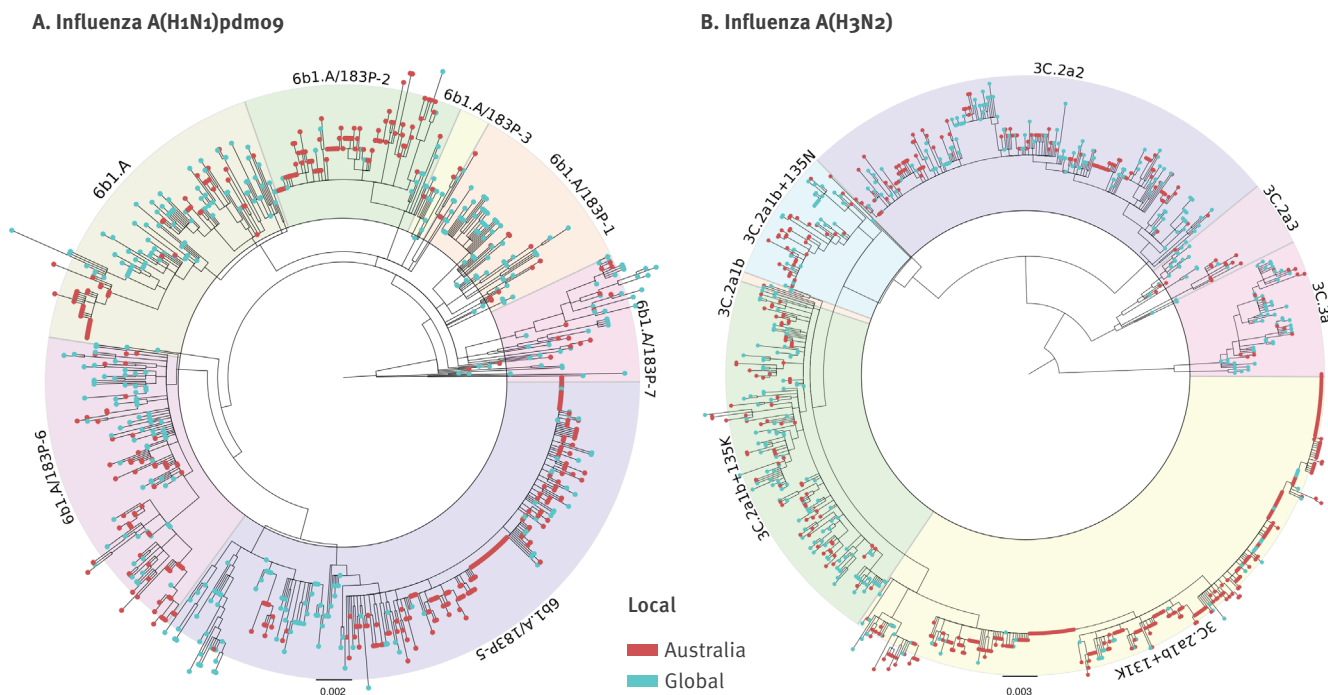 A. Influenza A(H1N1)pdm09
B. Influenza A(H3N2)
6b1.A/183P-2
6b1.A/183P-3
6b1.A/183P-1
6b1.A
6b1.A/183P-7
6b1.A/183P-6
6b1.A/183P-5
0.002
3C.2a2
3C.2a1b+135N
3C.2a3
3C.2a1b
3C.3a
3C.2a1b+135K
3C.2a1b+131K
0.003
Local
Australia
Global